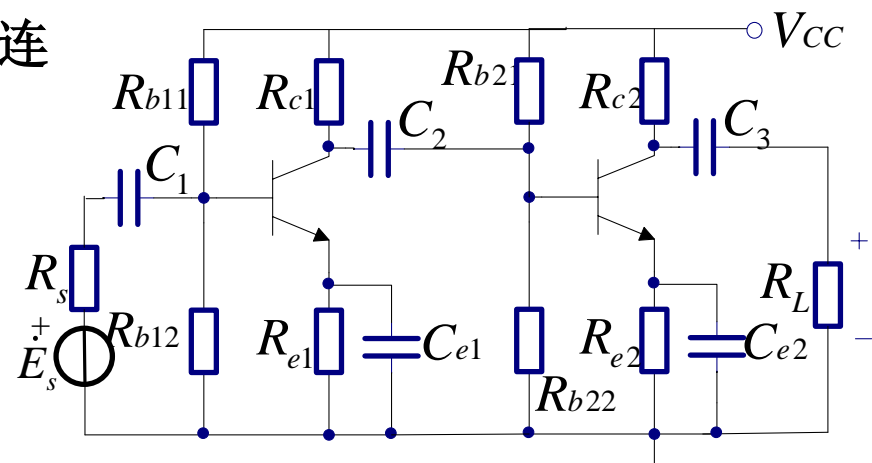 连
VCC
Rb11
Rc1
Rb21
Rc2
C1
C2
C3
Rs
+
Ės
Rb12
Re1
Ce1
Rb22
Re2
Ce2
RL
+
−